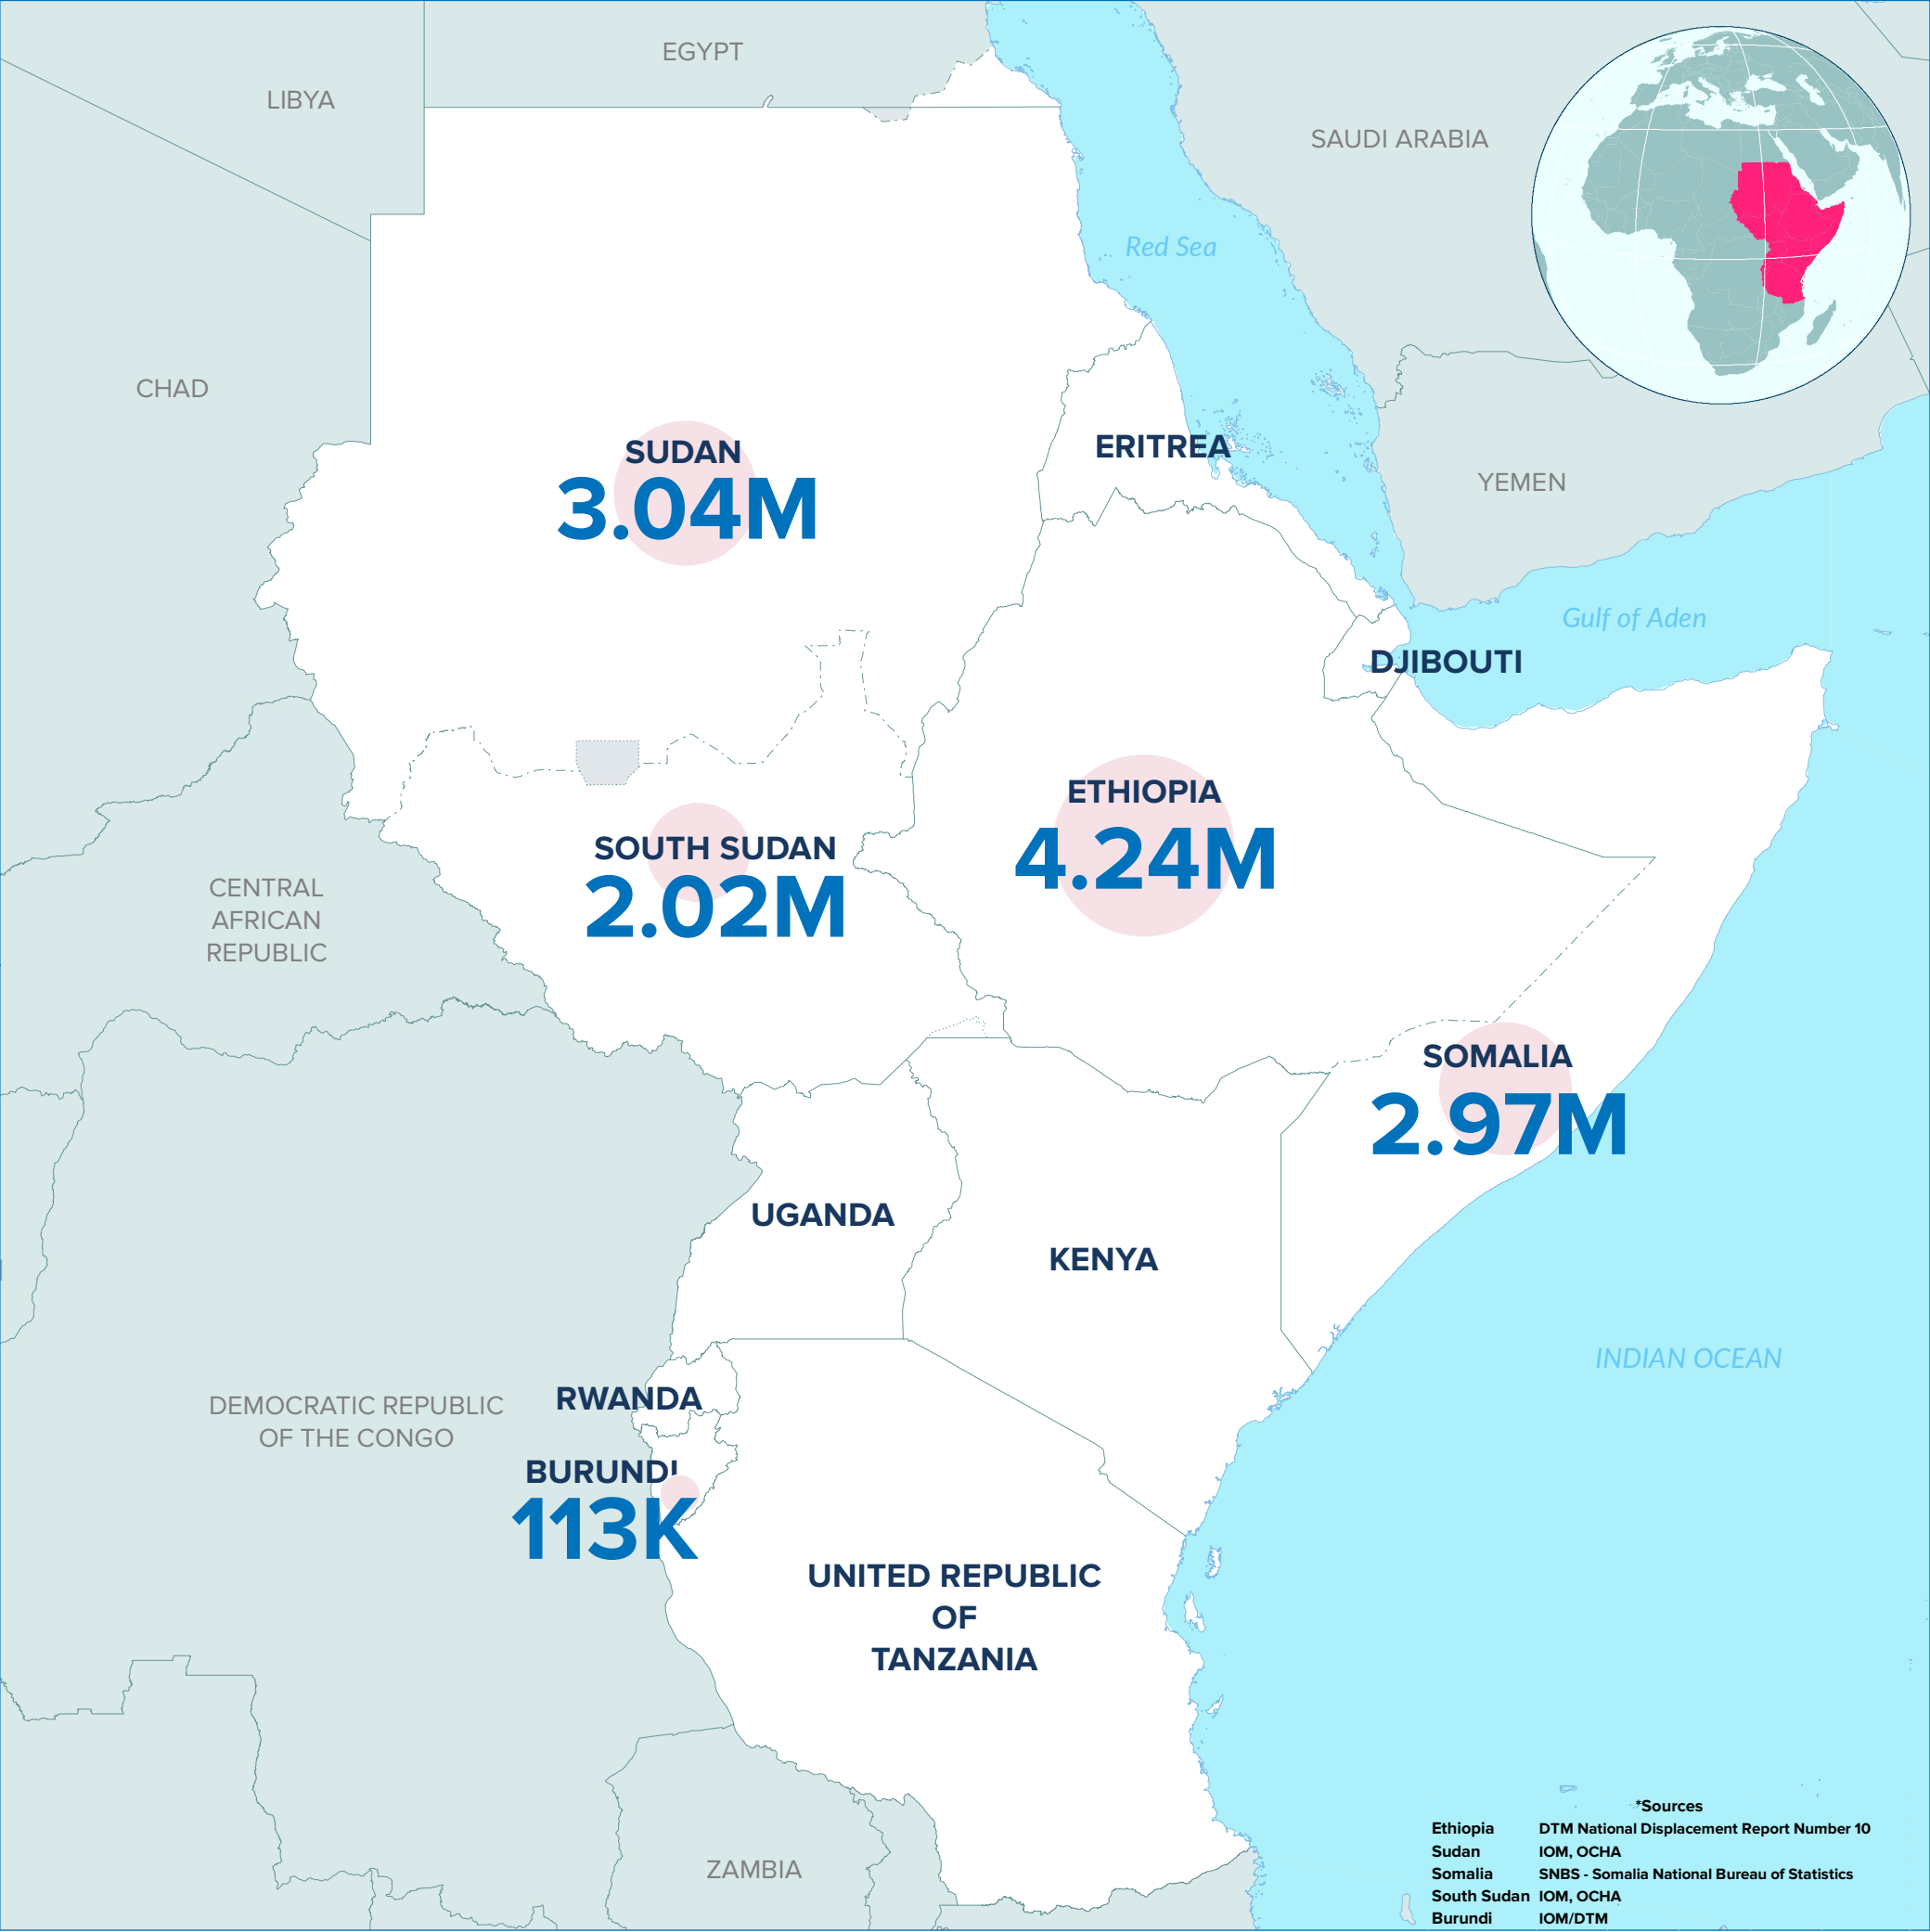 EGYPT
LIBYA
SAUDI ARABIA
Red Sea
CHAD
SUDAN
3.04M
ERITREA
YEMEN
Gulf of Aden
DJIBOUTI
ETHIOPIA
4.24M
SOUTH SUDAN
2.02M
CENTRAL
AFRICAN
REPUBLIC
SOMALIA
2.97M
UGANDA
KENYA
INDIAN OCEAN
RWANDA
DEMOCRATIC REPUBLIC
OF THE CONGO
BURUNDI
113K
UNITED REPUBLIC
OF
TANZANIA
ZAMBIA
*Sources
Ethiopia DTM National Displacement Report Number 10
Sudan IOM, OCHA
Somalia SNBS - Somalia National Bureau of Statistics
South Sudan IOM, OCHA
Burundi IOM/DTM